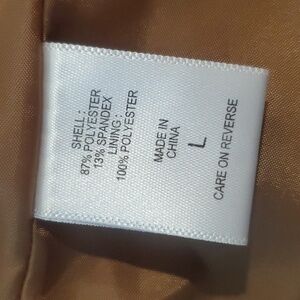 SHELL :
87% POLYESTER
13% SPANDEX
LINING :
100% POLYESTER
MADE IN
CHINA
L
CARE ON REVERSE